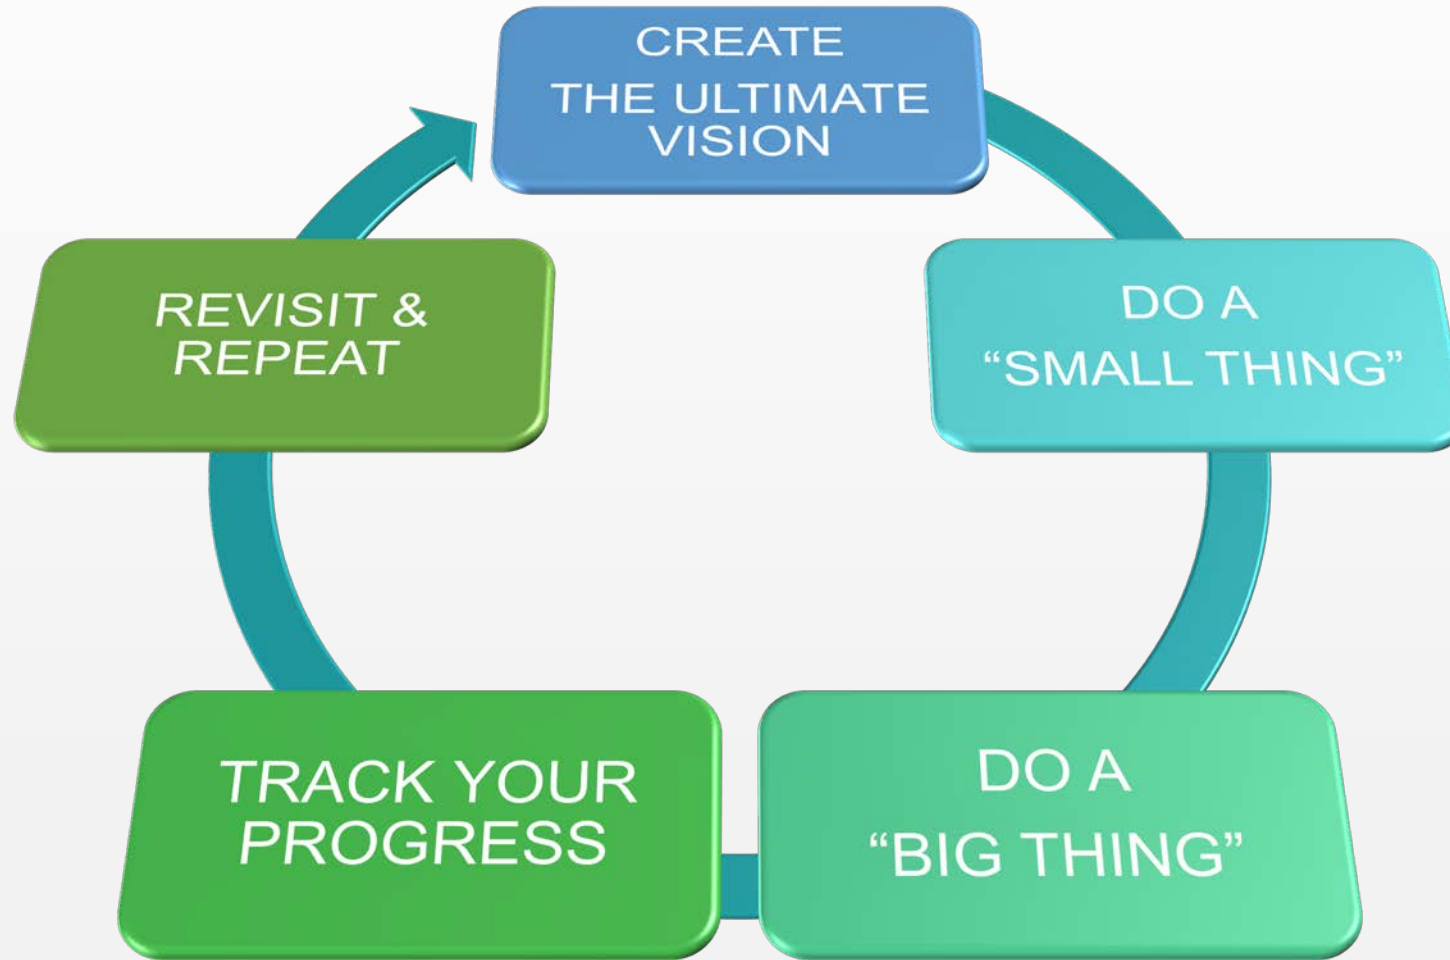 CREATE
THE ULTIMATE
VISION
DO A
“SMALL THING”
DO A
“BIG THING”
TRACK YOUR
PROGRESS
REVISIT &
REPEAT